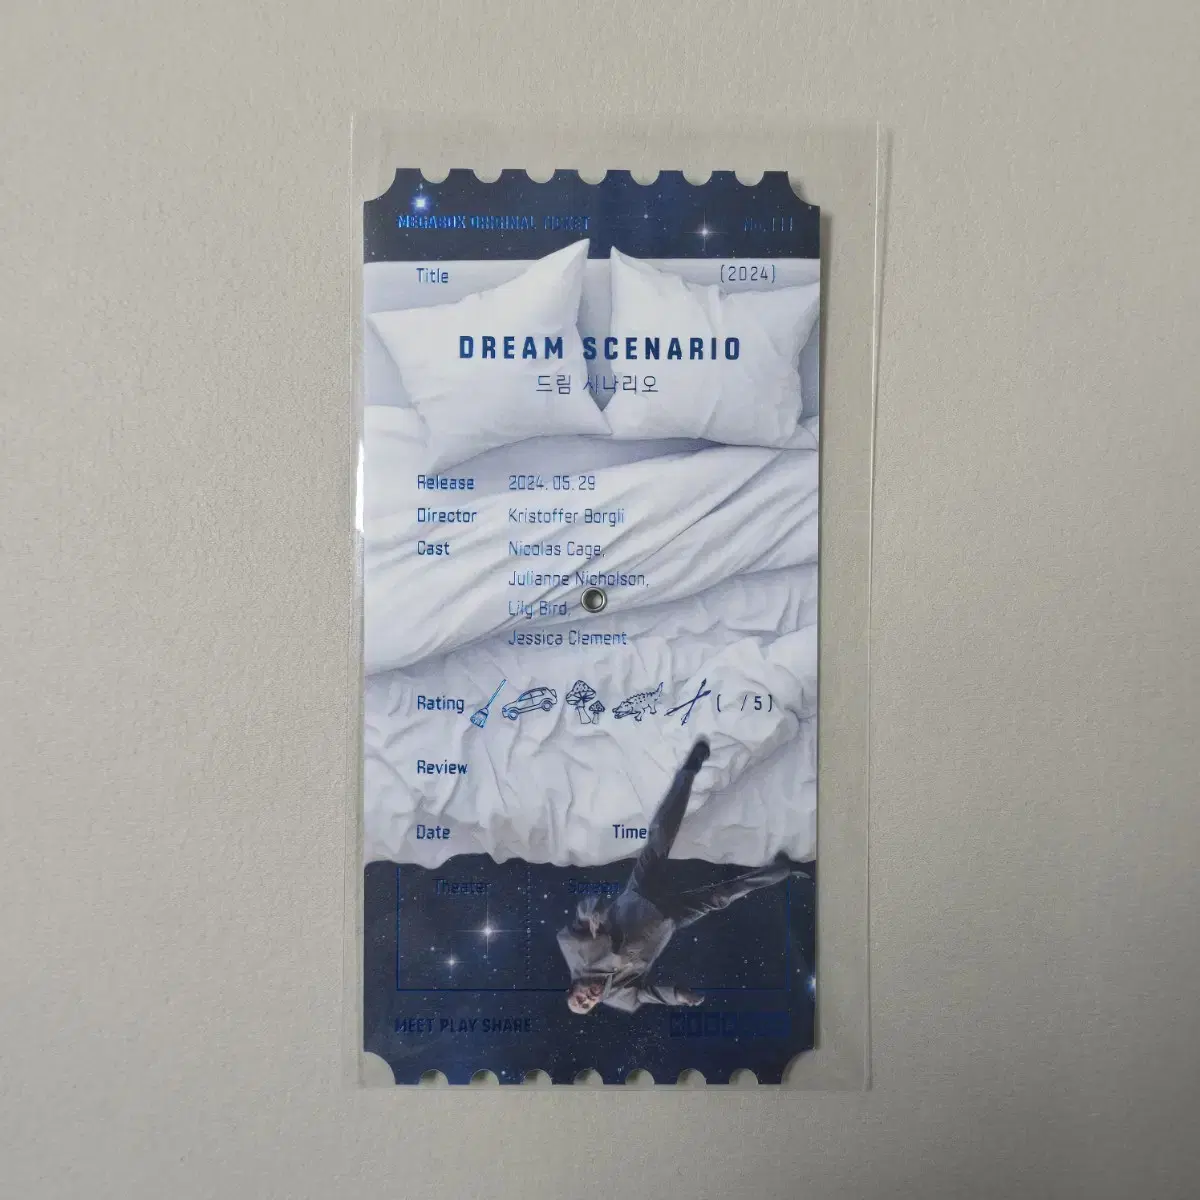 MEGABOX ORIGINAL TICKET No.111
Title (2024)
DREAM SCENARIO
드림 시나리오
Release 2024.05.29
Director Kristoffer Borgli
Cast Nicolas Cage,
Julianne Nicholson,
Lily Bird,
Jessica Clement
Rating ( /5)
Review
Date Time
Theater Screen
MEET PLAY SHARE